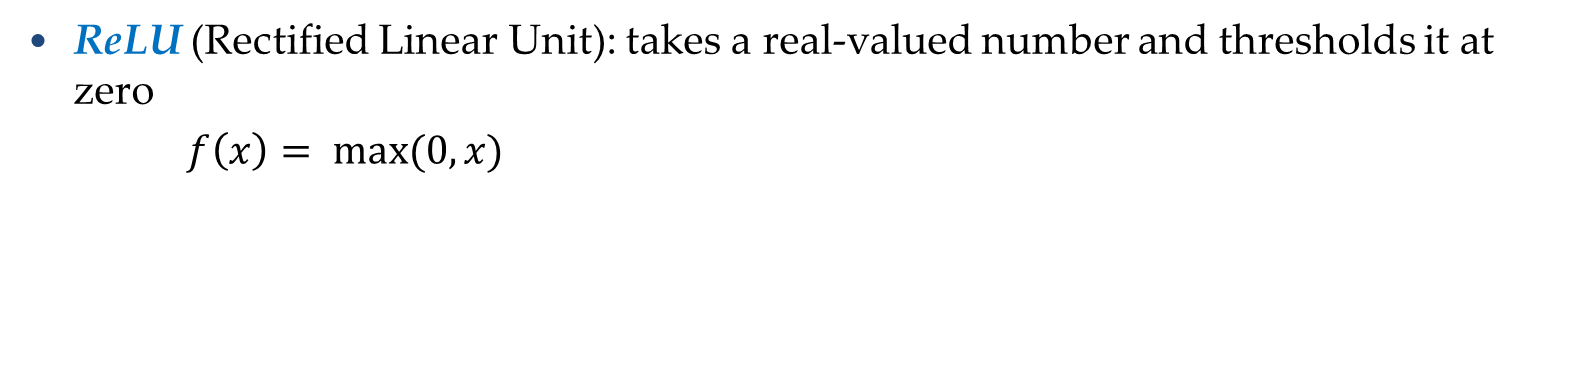 • ReLU (Rectified Linear Unit): takes a real-valued number and thresholds it at
zero
f(x) = max(0, x)